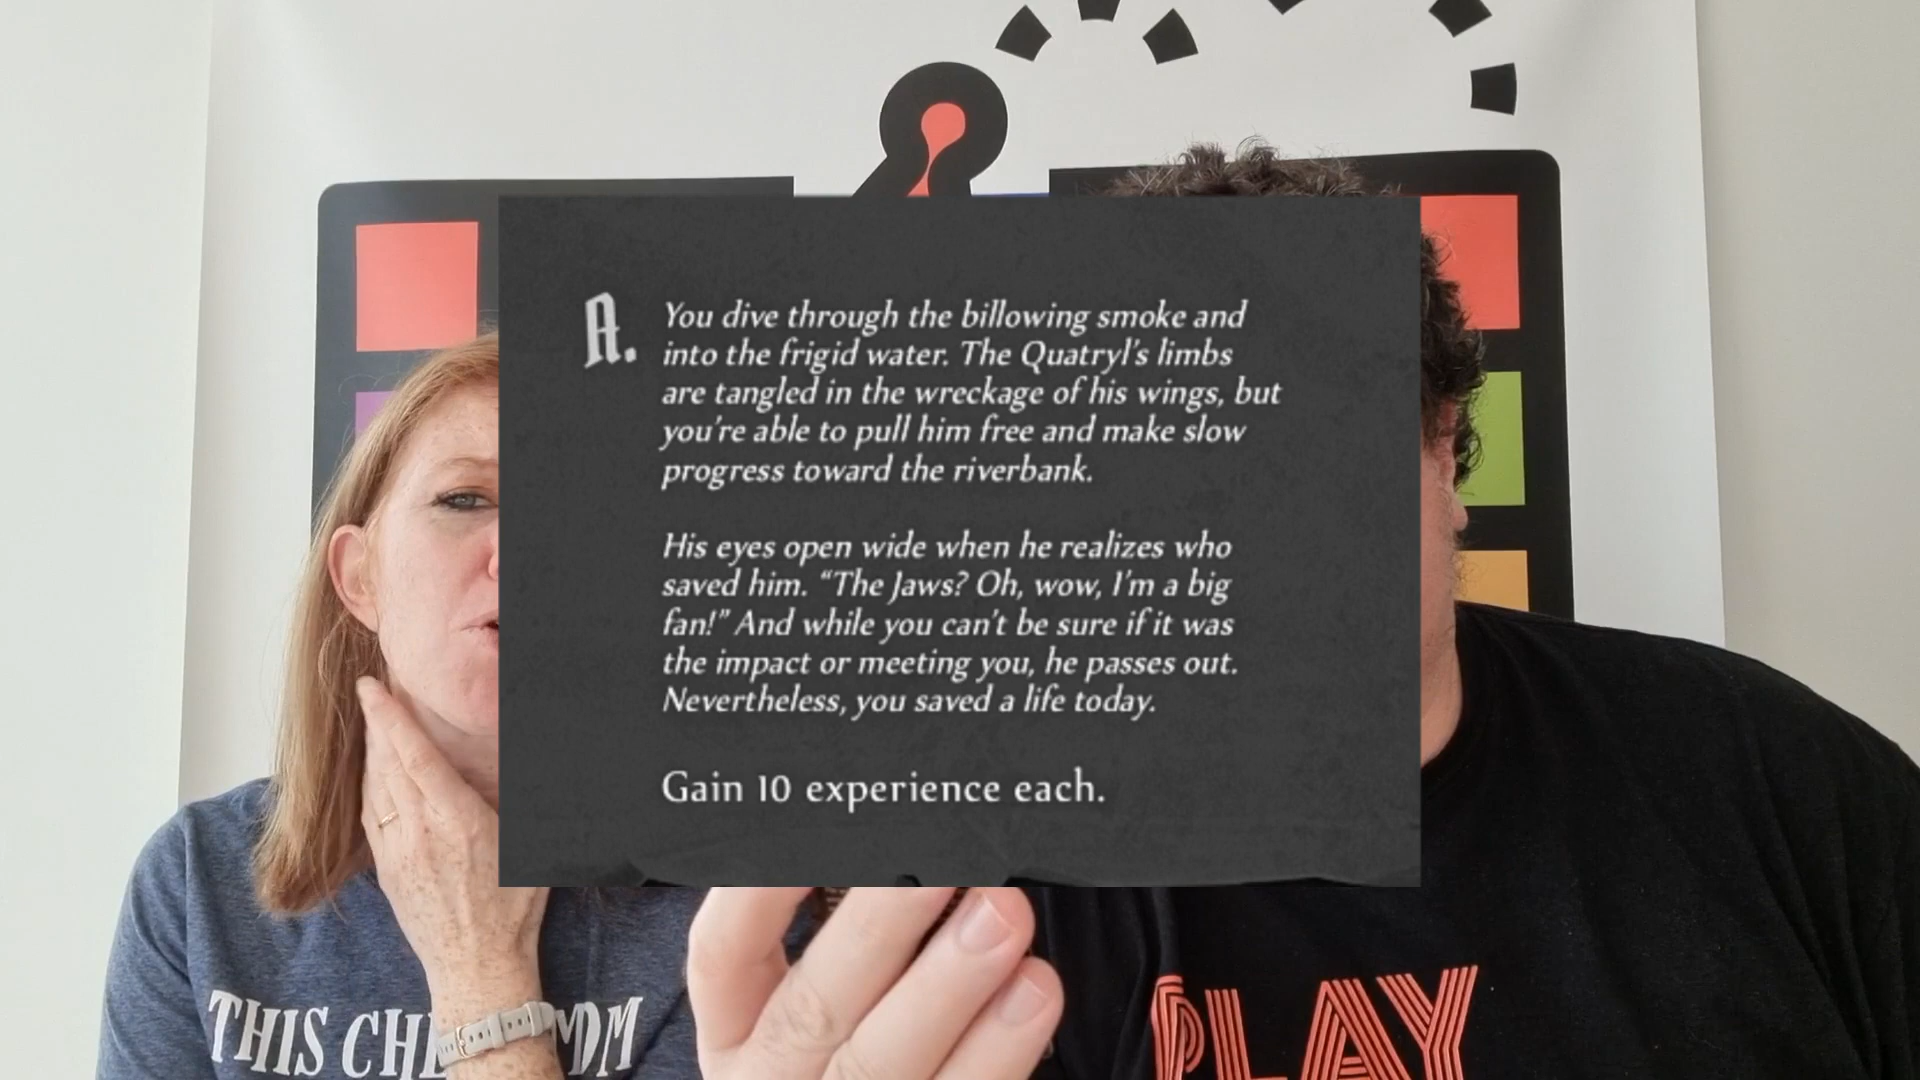 A.
You dive through the billowing smoke and
into the frigid water. The Quatryl's limbs
are tangled in the wreckage of his wings, but
you're able to pull him free and make slow
progress toward the riverbank.
His eyes open wide when he realizes who
saved him. “The Jaws? Oh, wow, I'm a big
fan!” And while you can't be sure if it was
the impact or meeting you, he passes out.
Nevertheless, you saved a life today.
Gain 10 experience each.
THIS
PLAY